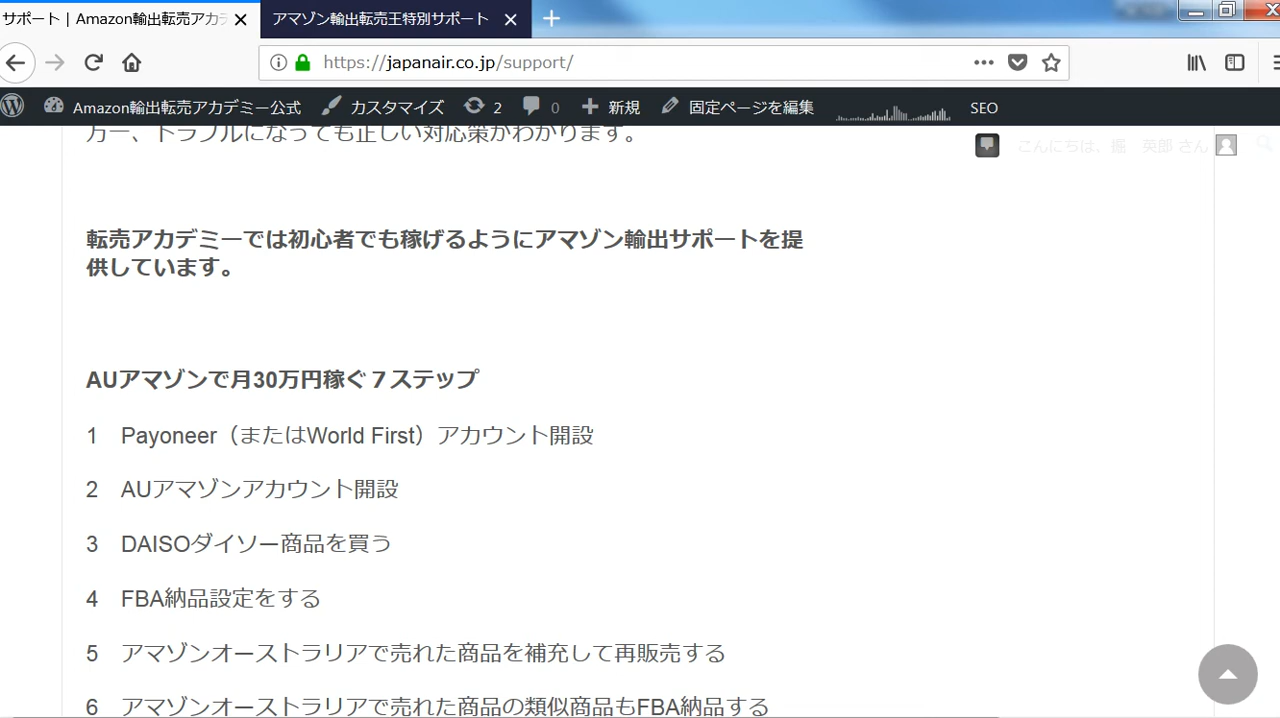 サポート | Amazon輸出転売アカデ
アマゾン輸出転売王特別サポート
https://japanair.co.jp/support/
Amazon輸出転売アカデミー公式 カスタマイズ 2 0 新規 固定ページを編集 SEO
こんにちは、堀 英郎 さん
万一、トラブルになっても正しい対応策がわかります。
転売アカデミーでは初心者でも稼げるようにアマゾン輸出サポートを提
供しています。
AUアマゾンで月30万円稼ぐ７ステップ
1 Payoneer（またはWorld First）アカウント開設
2 AUアマゾンアカウント開設
3 DAISOダイソー商品を買う
4 FBA納品設定をする
5 アマゾンオーストラリアで売れた商品を補充して再販売する
6 アマゾンオーストラリアで売れた商品の類似商品もFBA納品する